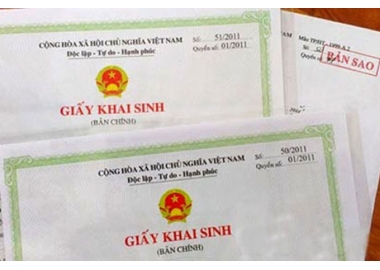 CỘNG HÒA XÃ HỘI CHỦ NGHĨA VIỆT NAM
Độc lập - Tự do - Hạnh phúc
Số: 51/2011
Quyển số: 01/2011
GIẤY KHAI SINH
(BẢN CHÍNH)
BẢN SAO
CỘNG HÒA XÃ HỘI CHỦ NGHĨA VIỆT NAM
Độc lập - Tự do - Hạnh phúc
Số: 50/2011
Quyển số: 01/2011
GIẤY KHAI SINH
(BẢN CHÍNH)